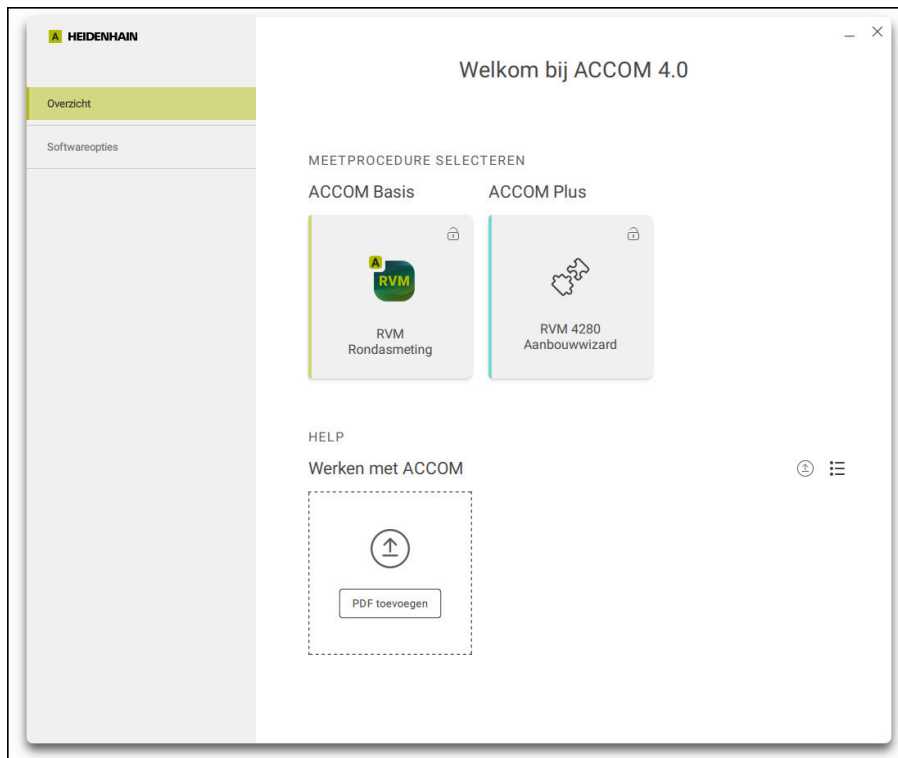 A HEIDENHAIN
Welkom bij ACCOM 4.0
Overzicht
Softwareopties
MEETPROCEDURE SELECTEREN
ACCOM Basis
ACCOM Plus
A
RVM
RVM
Rondasmeting
RVM 4280
Aanbouwwizard
HELP
Werken met ACCOM
PDF toevoegen